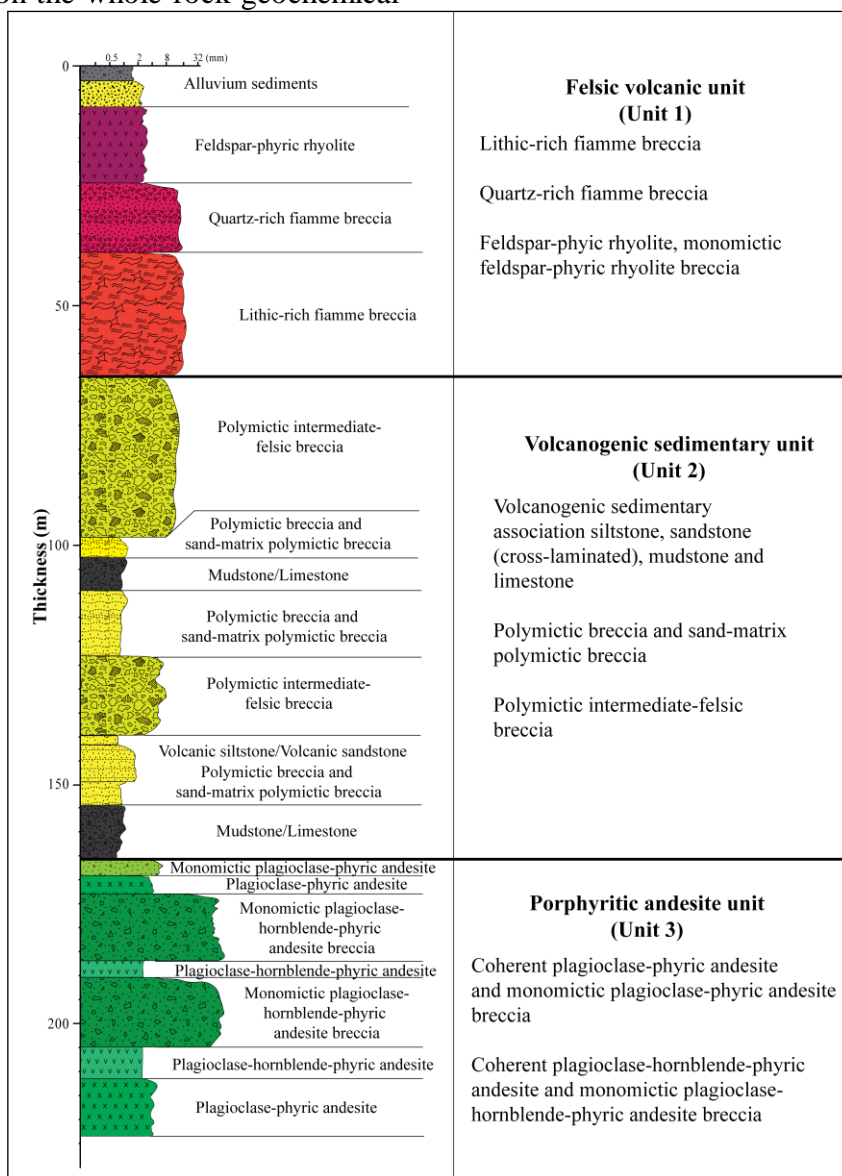 on the whole-rock geochemical
0.5 2 8 32 (mm)
0
Alluvium sediments
Feldspar-phyric rhyolite
Quartz-rich fiamme breccia
50
Lithic-rich fiamme breccia
Polymictic intermediate-
felsic breccia
Polymictic breccia and
sand-matrix polymictic breccia
100
Mudstone/Limestone
Thickness (m)
Polymictic breccia and
sand-matrix polymictic breccia
Polymictic intermediate-
felsic breccia
Volcanic siltstone/Volcanic sandstone
Polymictic breccia and
sand-matrix polymictic breccia
150
Mudstone/Limestone
Monomictic plagioclase-phyric andesite
Plagioclase-phyric andesite
Monomictic plagioclase-
hornblende-phyric
andesite breccia
Plagioclase-hornblende-phyric andesite
Monomictic plagioclase-
hornblende-phyric
andesite breccia
200
Plagioclase-hornblende-phyric andesite
Plagioclase-phyric andesite
Felsic volcanic unit
(Unit 1)
Lithic-rich fiamme breccia
Quartz-rich fiamme breccia
Feldspar-phyic rhyolite, monomictic
feldspar-phyric rhyolite breccia
Volcanogenic sedimentary unit
(Unit 2)
Volcanogenic sedimentary
association siltstone, sandstone
(cross-laminated), mudstone and
limestone
Polymictic breccia and sand-matrix
polymictic breccia
Polymictic intermediate-felsic
breccia
Porphyritic andesite unit
(Unit 3)
Coherent plagioclase-phyric andesite
and monomictic plagioclase-phyric andesite
breccia
Coherent plagioclase-hornblende-phyric
andesite and monomictic plagioclase-
hornblende-phyric andesite breccia